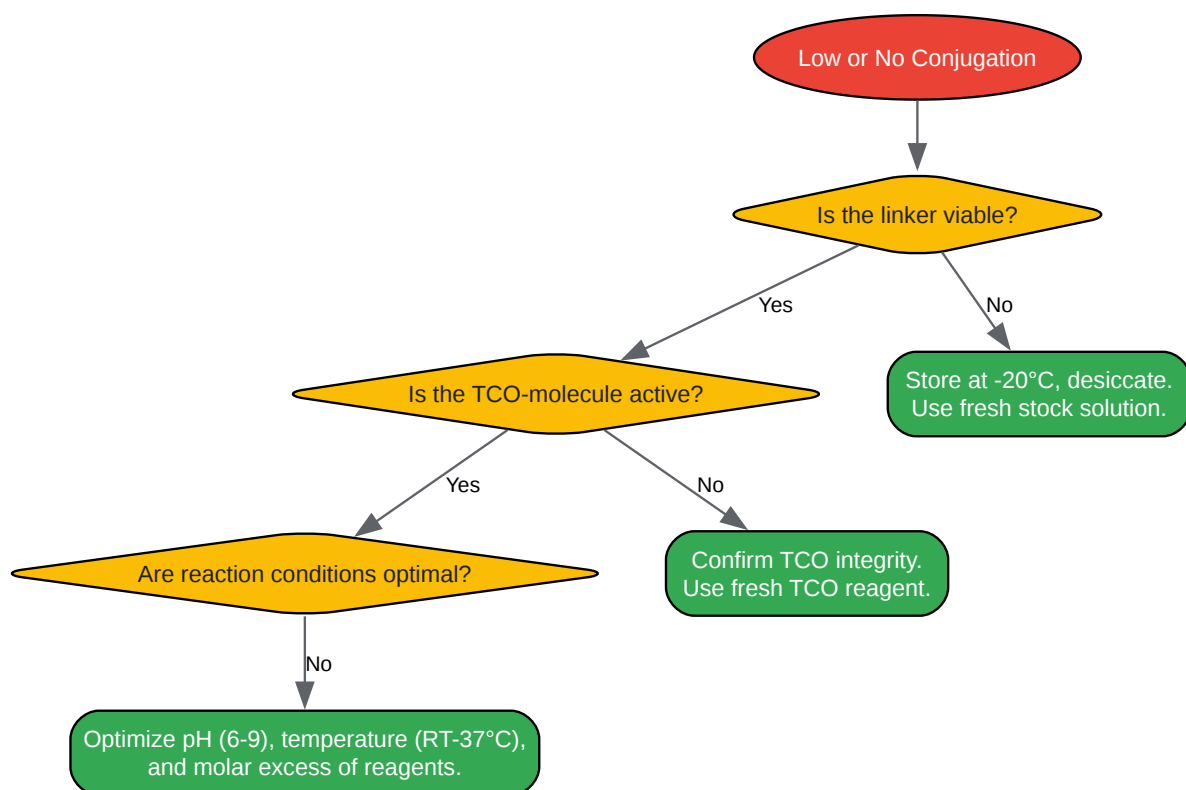 Low or No Conjugation
Is the linker viable?
Yes
No
Is the TCO-molecule active?
Store at -20°C, desiccate.
Use fresh stock solution.
Yes
No
Are reaction conditions optimal?
Confirm TCO integrity.
Use fresh TCO reagent.
No
Optimize pH (6-9), temperature (RT-37°C),
and molar excess of reagents.